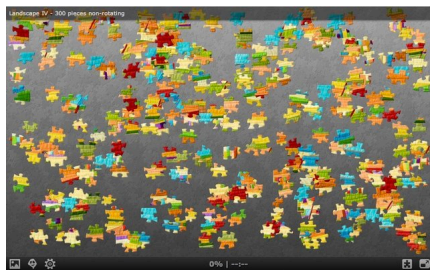 Landscape IV - 300 pieces non-rotating
0% | --:--